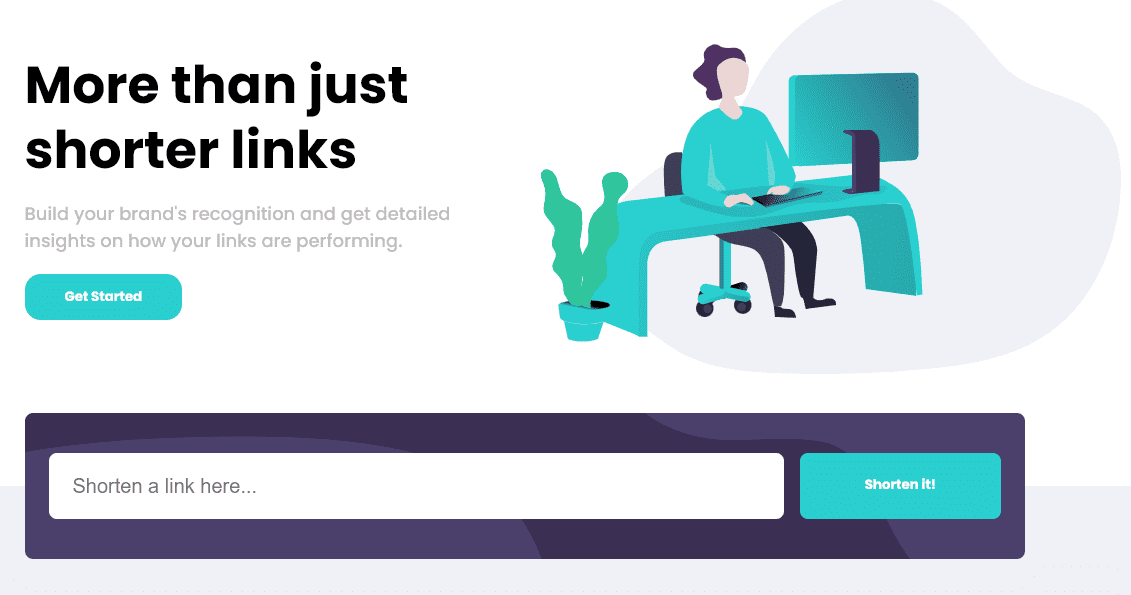 More than just
shorter links
Build your brand's recognition and get detailed
insights on how your links are performing.
Get Started
Shorten a link here...
Shorten it!